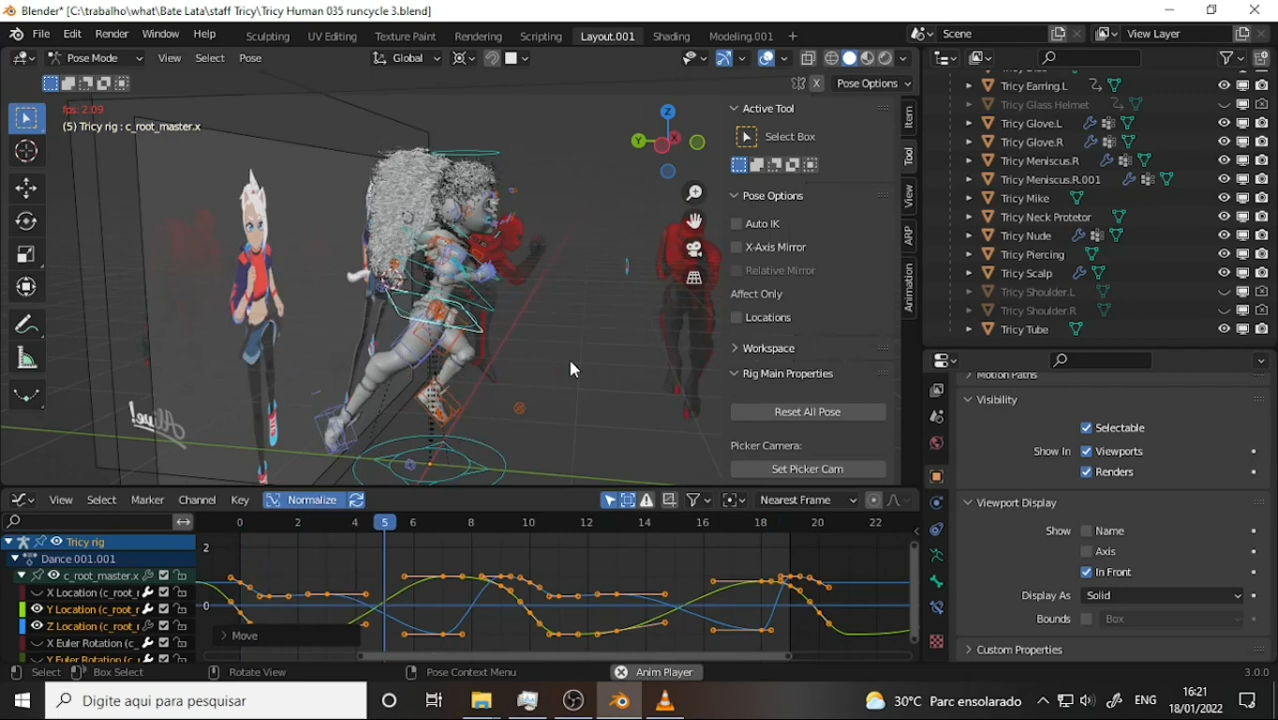 Blender* [C:\trabalho\what\Bate Lata\staff Tricy\Tricy Human 035 runcycle 3.blend]
File Edit Render Window Help Sculpting UV Editing Texture Paint Rendering Scripting Layout.001 Shading Modeling.001 Scene View Layer
Pose Mode View Select Pose Global
X Pose Options
fps: 2.09
(5) Tricy rig : c_root_master.x
Z
Y
X
Alive!
Item
Tool
View
ARP
Animation
Active Tool
Select Box
Pose Options
Auto IK
X-Axis Mirror
Relative Mirror
Affect Only
Locations
Workspace
Rig Main Properties
Reset All Pose
Picker Camera:
Set Picker Cam
Tricy Earring.L
Tricy Glass Helmet
Tricy Glove.L
Tricy Glove.R
Tricy Meniscus.R
Tricy Meniscus.R.001
Tricy Mike
Tricy Neck Protetor
Tricy Nude
Tricy Piercing
Tricy Scalp
Tricy Shoulder.L
Tricy Shoulder.R
Tricy Tube
Motion Paths
Visibility
Selectable
Show In Viewports
Renders
Viewport Display
Show Name
Axis
In Front
Display As Solid
Bounds Box
Custom Properties
View Select Marker Channel Key Normalize Nearest Frame
0 2 4 5 6 8 10 12 14 16 18 20 22
2
0
Tricy rig
Dance 001.001
c_root_master.x
X Location (c_root_m
Y Location (c_root_r
Z Location (c_root_r
X Euler Rotation (c_
Y Euler Rotation (c_
Move
Select Box Select Rotate View Pose Context Menu Anim Player 3.0.0
Digite aqui para pesquisar
30°C Parc ensolarado
ENG
16:21
18/01/2022